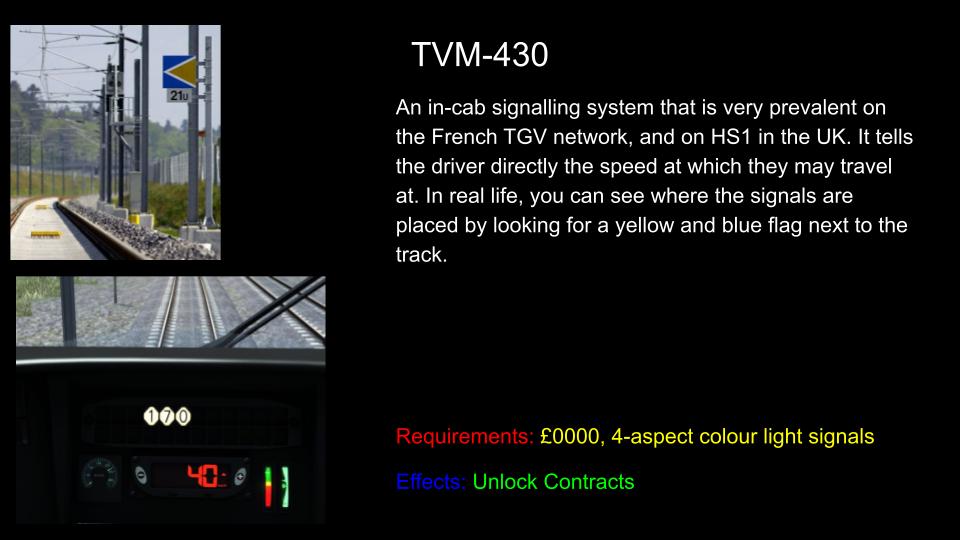 TVM-430
21u
An in-cab signalling system that is very prevalent on
the French TGV network, and on HS1 in the UK. It tells
the driver directly the speed at which they may travel
at. In real life, you can see where the signals are
placed by looking for a yellow and blue flag next to the
track.
170
40
- +
Requirements: £0000, 4-aspect colour light signals
Effects: Unlock Contracts